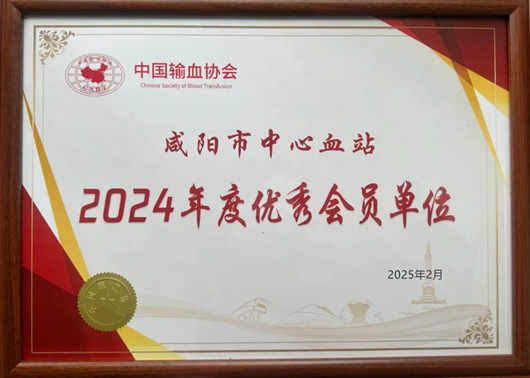 中国输血协会
Chinese Society of Blood Transfusion
咸阳市中心血站
2024年度优秀会员单位
2025年2月